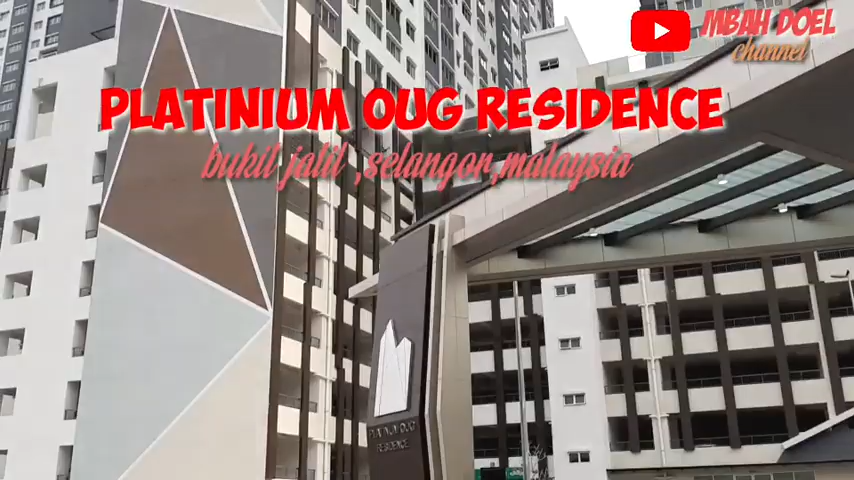 MBAH DOEL
channel
PLATINIUM OUG RESIDENCE
bukit jalil ,selangor,malaysia
PLATINUM OUG
RESIDENCE